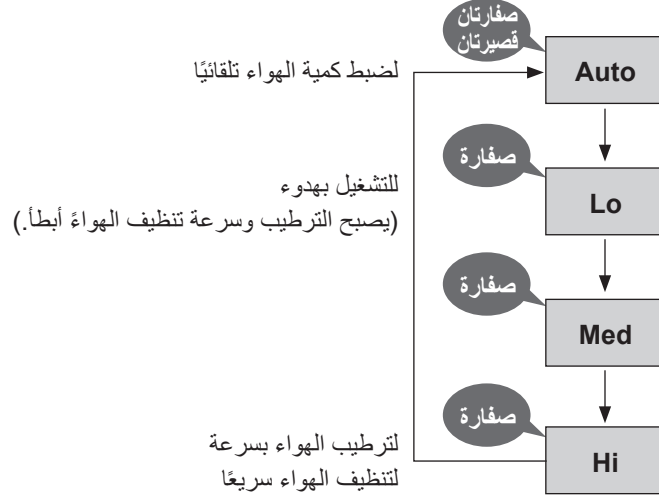 صفارتان
قصيرتان
Auto
لضبط كمية الهواء تلقائيًا
صفارة
Lo
للتشغيل بهدوء
(يصبح الترطيب وسرعة تنظيف الهواءً أبطأ.)
صفارة
Med
صفارة
Hi
لترطيب الهواء بسرعة
لتنظيف الهواء سريعًا